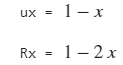 ux = 1 − x
Rx = 1 − 2 x